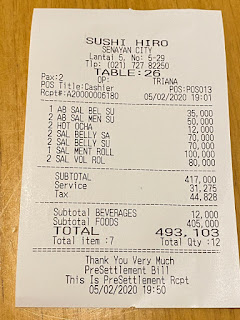 SUSHI HIRO
SENAYAN CITY
Lantai 5, No: 5-29
Tlp: (021) 727 82250
TABLE:26
Pax:2 OP: TRIANA
POS Title:Cashier POS:POS013
Rcpt#:A20000006180 05/02/2020 19:01
1 AB SAL BEL SU 35,000
2 AB SAL MEN SU 50,000
2 HOT OCHA 12,000
2 SAL BELLY SA 70,000
2 SAL BELLY SU 70,000
1 SAL MENT ROLL 100,000
2 SAL VOL ROL 80,000
SUBTOTAL 417,000
Service 31,275
Tax 44,828
Subtotal BEVERAGES 12,000
Subtotal FOODS 405,000
TOTAL 493,103
Total item :7 Total Qty :12
Thank You Very Much
PreSettlement Bill
This Is PreSettlement Rcpt
05/02/2020 19:50